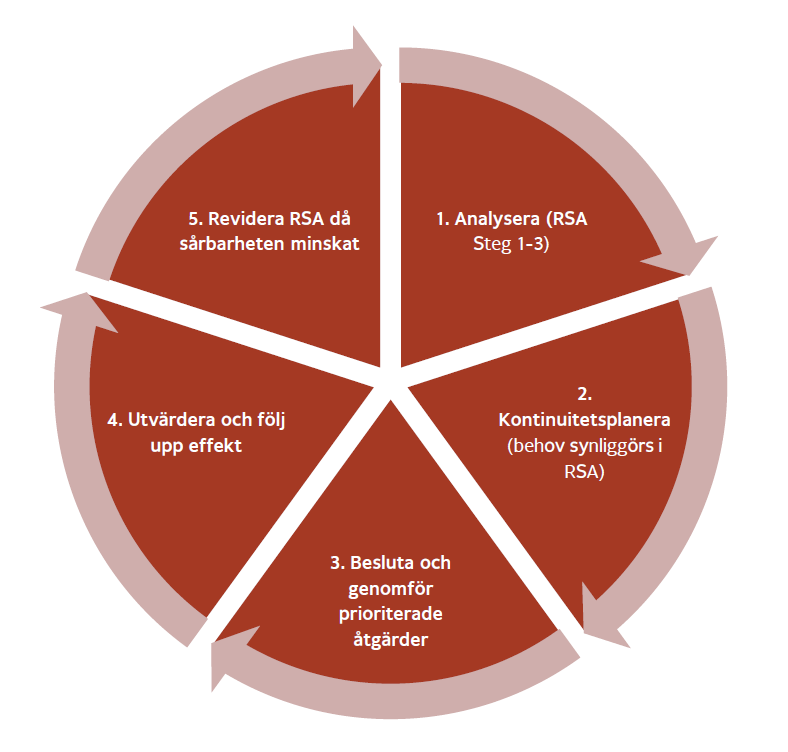 1. Analysera (RSA
Steg 1-3)
2.
Kontinuitetsplanera
(behov synliggörs i
RSA)
3. Besluta och
genomför
prioriterade
åtgärder
4. Utvärdera och följ
upp effekt
5. Revidera RSA då
sårbarheten minskat